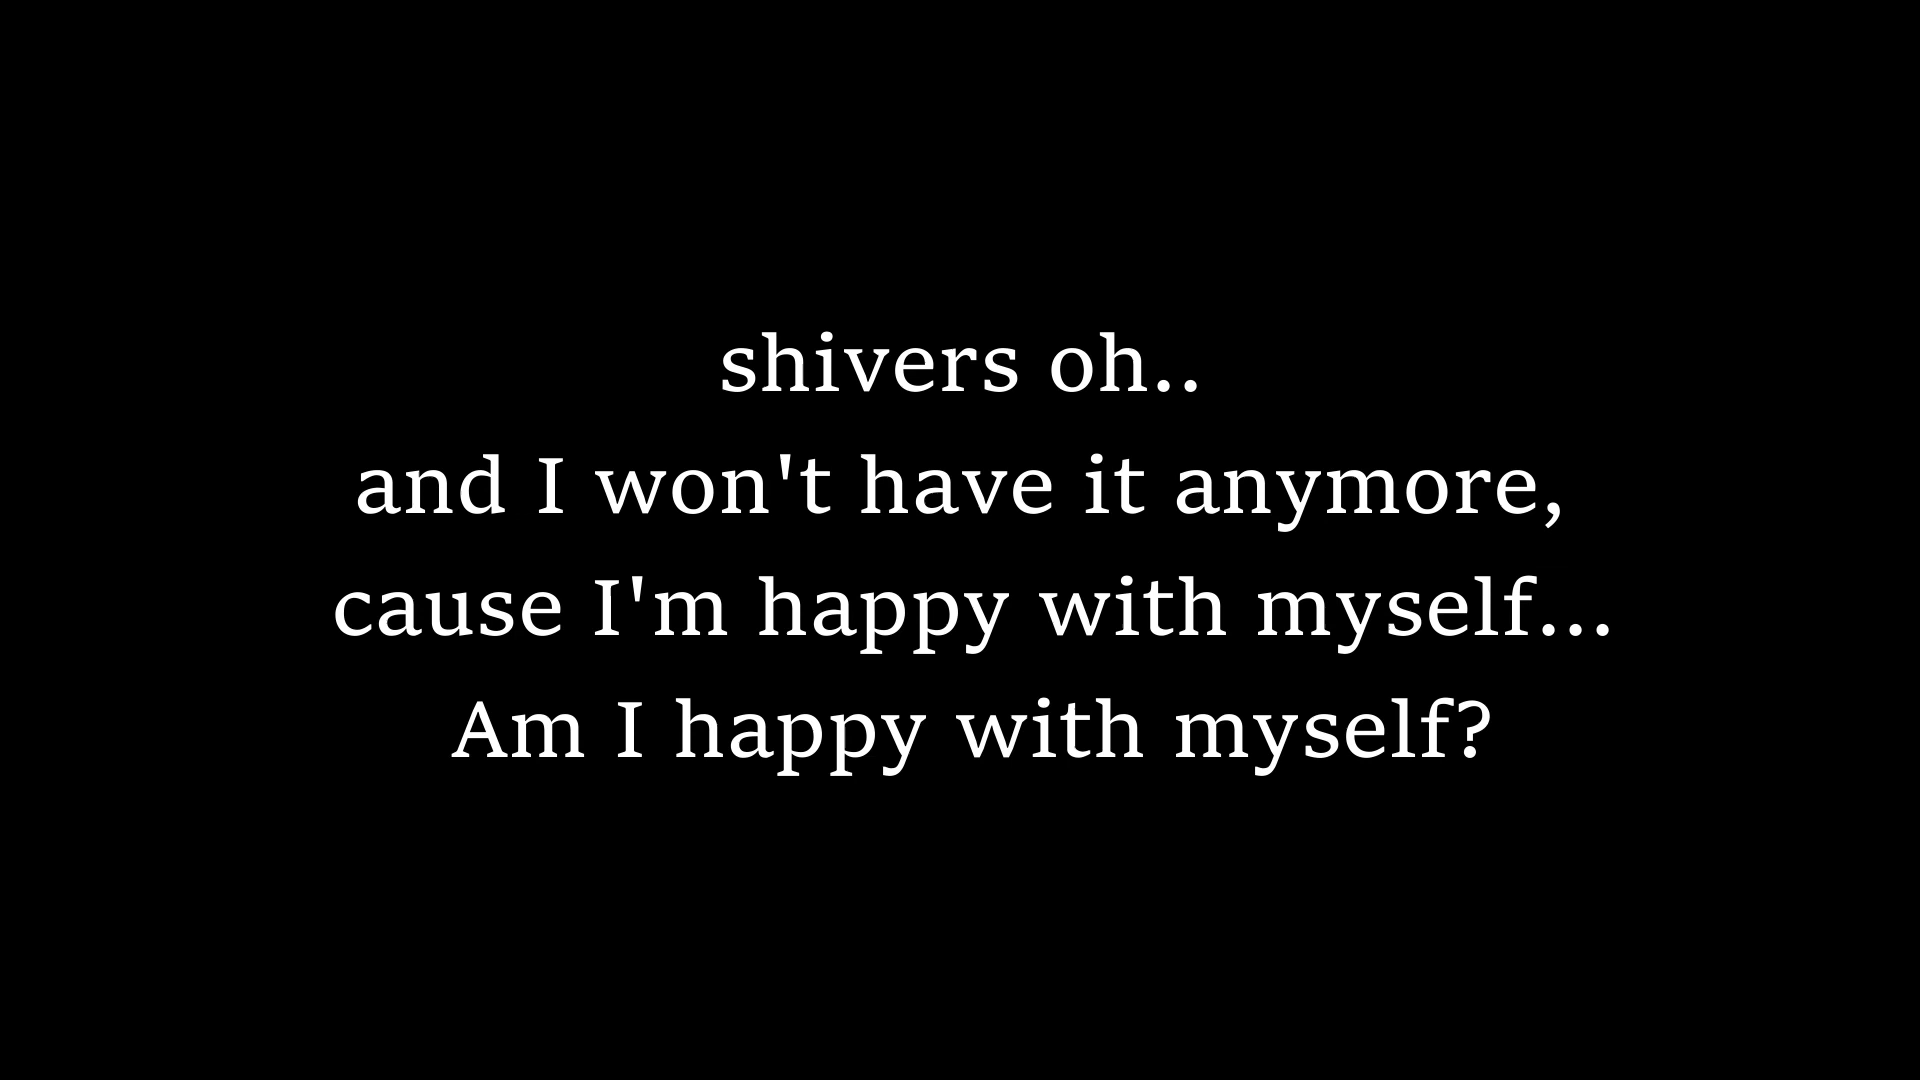 shivers oh..
and I won't have it anymore,
cause I'm happy with myself...
Am I happy with myself?